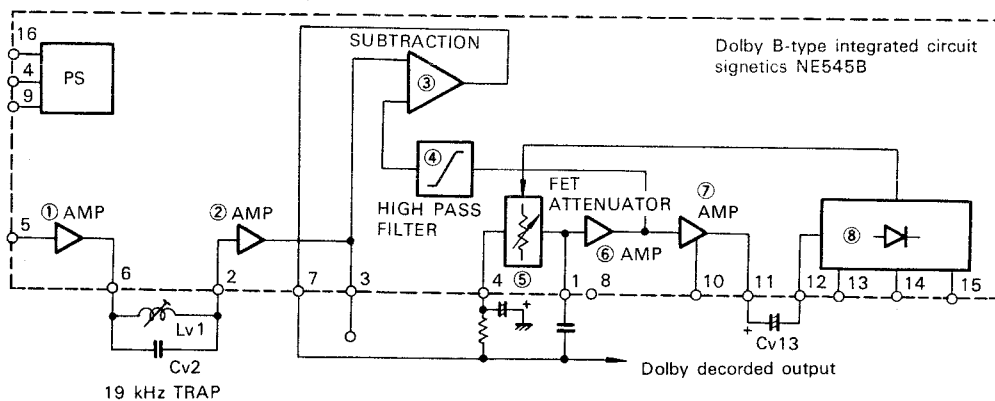 Dolby B-type integrated circuit
signetics NE545B
16
4
9
PS
SUBTRACTION
③
④
HIGH PASS
FILTER
FET
ATTENUATOR
⑤
⑥ AMP
⑦
AMP
⑧
① AMP
② AMP
5
6
2
7
3
4
1
8
10
11
12
13
14
15
Lv1
Cv2
19 kHz TRAP
+
+
Cv13
Dolby decorded output